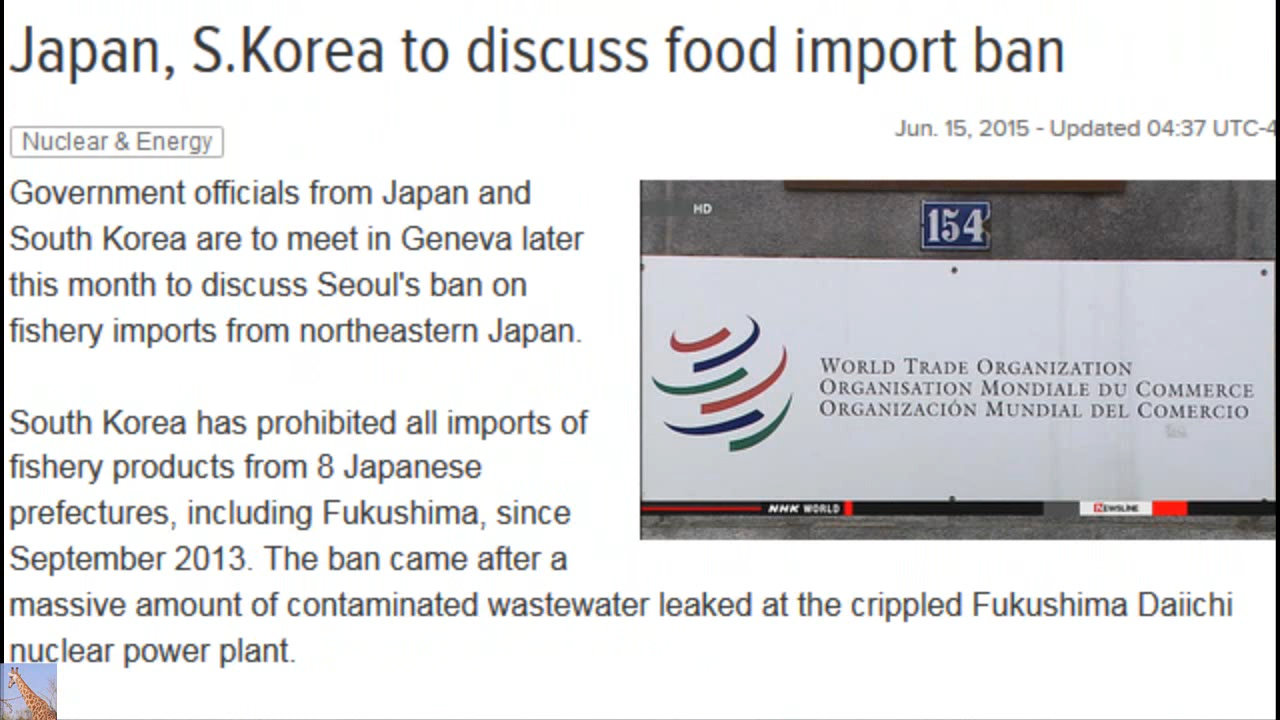 Japan, S.Korea to discuss food import ban
Nuclear & Energy
Jun. 15, 2015 - Updated 04:37 UTC-4
Government officials from Japan and
South Korea are to meet in Geneva later
this month to discuss Seoul's ban on
fishery imports from northeastern Japan.
South Korea has prohibited all imports of
fishery products from 8 Japanese
prefectures, including Fukushima, since
September 2013. The ban came after a
massive amount of contaminated wastewater leaked at the crippled Fukushima Daiichi
nuclear power plant.
HD
154
WORLD TRADE ORGANIZATION
ORGANISATION MONDIALE DU COMMERCE
ORGANIZACIÓN MUNDIAL DEL COMERCIO
NHK WORLD
NEWSLINE